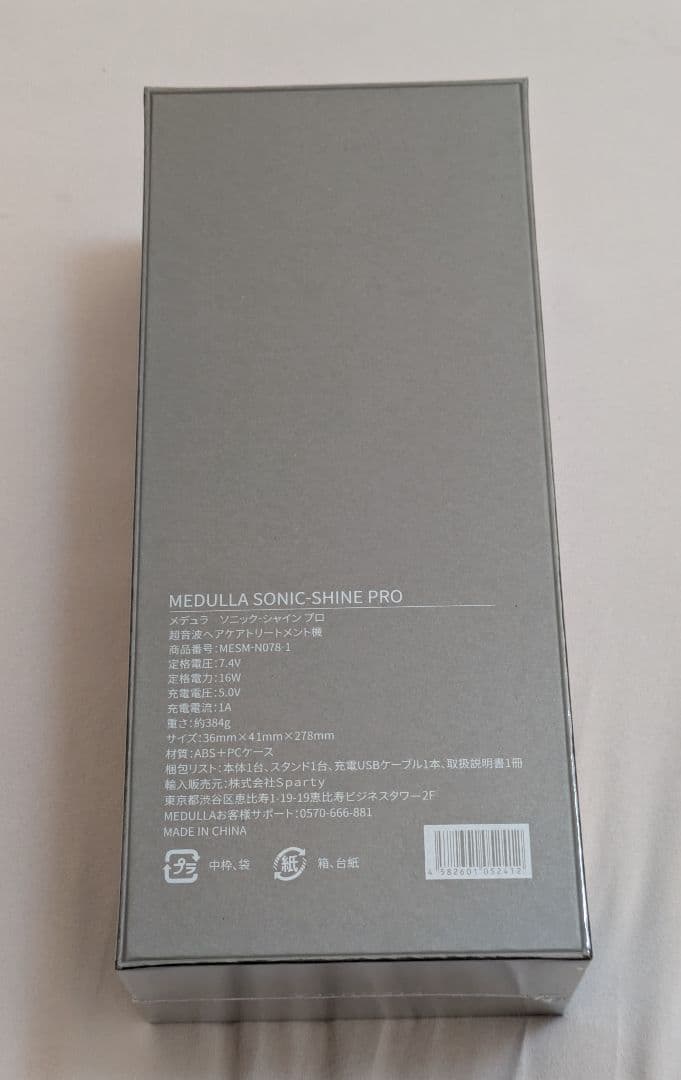 MEDULLA SONIC-SHINE PRO
メデュラ ソニック-シャイン プロ
超音波ヘアケアトリートメント機
商品番号:MESM-N078-1
定格電圧:7.4V
定格電力:16W
充電電圧:5.0V
充電電流:1A
重さ:約384g
サイズ:36mm×41mm×278mm
材質:ABS+PCケース
梱包リスト:本体1台、スタンド1台、充電USBケーブル1本、取扱説明書1冊
輸入販売元:株式会社Sparty
東京都渋谷区恵比寿1-19-19恵比寿ビジネスタワー2F
MEDULLAお客様サポート:0570-666-881
MADE IN CHINA
プラ 中枠、袋 紙 箱、台紙
4 582601 052412